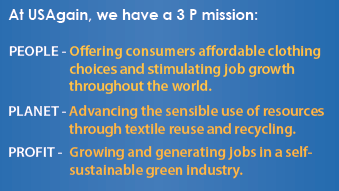 At USAgain, we have a 3 P mission:
PEOPLE - Offering consumers affordable clothing
choices and stimulating job growth
throughout the world.
PLANET - Advancing the sensible use of resources
through textile reuse and recycling.
PROFIT - Growing and generating jobs in a self-
sustainable green industry.